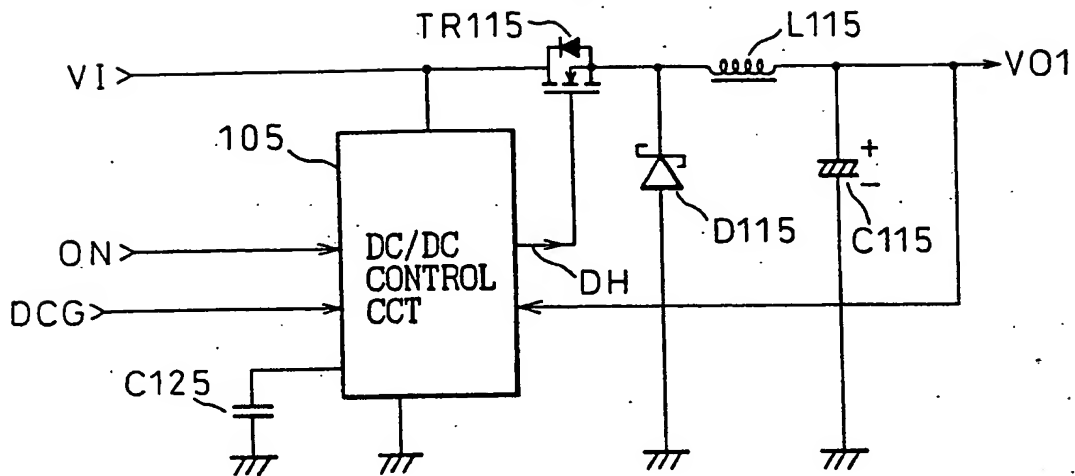 TR115
L115
VI
VO1
105
ON
DC/DC
CONTROL
CCT
DH
D115
+
-
C115
DCG
C125